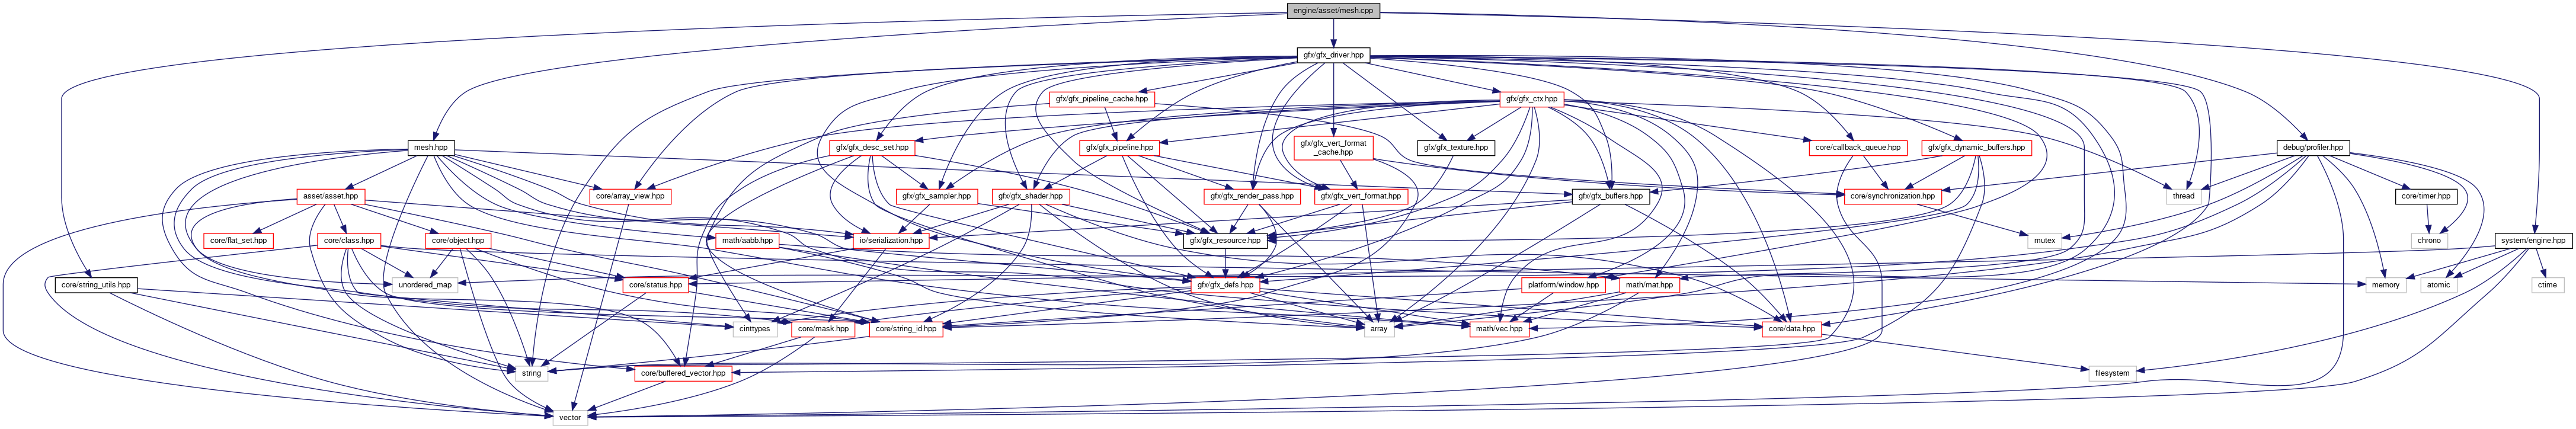 engine/asset/mesh.cpp
gfx/gfx_driver.hpp
gfx/gfx_pipeline_cache.hpp
gfx/gfx_ctx.hpp
mesh.hpp
gfx/gfx_desc_set.hpp
gfx/gfx_pipeline.hpp
gfx/gfx_vert_format
_cache.hpp
gfx/gfx_texture.hpp
core/callback_queue.hpp
gfx/gfx_dynamic_buffers.hpp
debug/profiler.hpp
asset/asset.hpp
core/array_view.hpp
gfx/gfx_sampler.hpp
gfx/gfx_shader.hpp
gfx/gfx_render_pass.hpp
gfx/gfx_vert_format.hpp
gfx/gfx_buffers.hpp
core/synchronization.hpp
thread
core/timer.hpp
core/flat_set.hpp
core/class.hpp
core/object.hpp
math/aabb.hpp
io/serialization.hpp
gfx/gfx_resource.hpp
mutex
chrono
system/engine.hpp
core/string_utils.hpp
unordered_map
core/status.hpp
gfx/gfx_defs.hpp
platform/window.hpp
math/mat.hpp
memory
atomic
ctime
cinttypes
core/mask.hpp
core/string_id.hpp
array
math/vec.hpp
core/data.hpp
string
core/buffered_vector.hpp
filesystem
vector